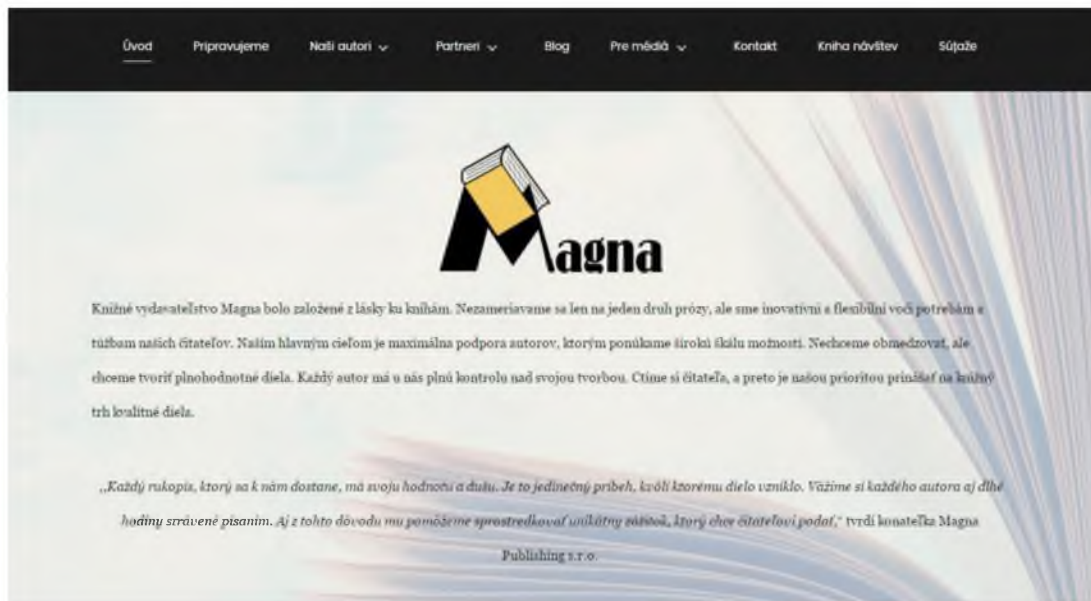 Úvod Pripravujeme Naši autori Partneri Blog Pre médiá Kontakt Kniha návštev Súťaže
Magna
Knižné vydavateľstvo Magna bolo založené z lásky ku knihám. Nezameriavame sa len na jeden druh prózy, ale sme inovatívni a flexibilní voči potrebám a
túžbam našich čitateľov. Naším hlavným cieľom je maximálna podpora autorov, ktorým ponúkame širokú škálu možností. Nechceme obmedzovať, ale
chceme tvoriť plnohodnotné diela. Každý autor má u nás plnú kontrolu nad svojou tvorbou. Ctíme si čitateľa, a preto je našou prioritou prinášať na knižný
trh kvalitné diela.
,,Každý rukopis, ktorý sa k nám dostane, má svoju hodnotu a dušu. Je to jedinečný príbeh, kvôli ktorému dielo vzniklo. Vážime si každého autora aj dlhé
hodiny strávené písaním. Aj z tohto dôvodu mu pomôžeme sprostredkovať unikátny zážitok, ktorý chce čitateľovi podať,“ tvrdí konateľka Magna
Publishing s.r.o.